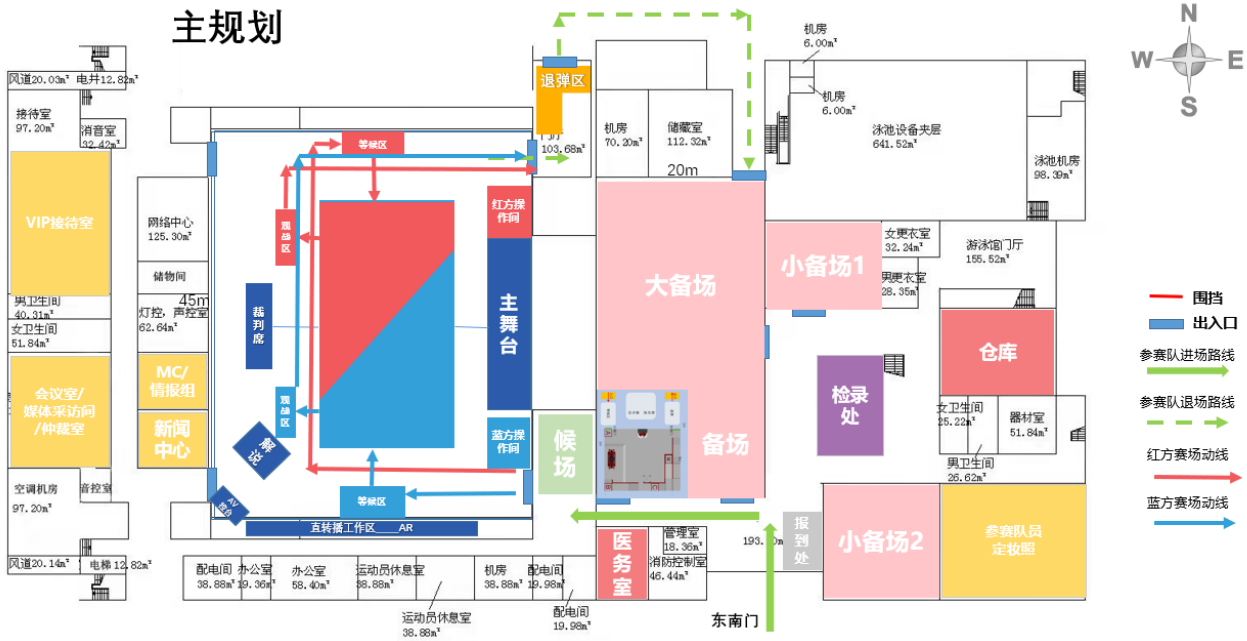 主规划
N
W
E
S
风道20.03m²
电井12.82m²
接待室
97.20m²
消音室
32.42m²
VIP接待室
男卫生间
40.31m²
女卫生间
51.84m²
会议室/
媒体采访间
/仲裁室
空调机房
97.20m²
音控室
风道20.14m²
电梯 12.82m²
网络中心
125.30m²
储物间
45m
灯控，声控室
62.64m²
MC/
情报组
新闻
中心
等候区
观战区
裁判席
观战区
解说
AV
控台
等候区
直转播工作区____AR
红方操
作间
主舞台
蓝方操
作间
退弹区
103.68m²
候场
机房
70.20m²
储藏室
112.32m²
20m
大备场
备场
机房
6.00m²
机房
6.00m²
泳池设备夹层
641.52m²
泳池机房
98.39m²
小备场1
女更衣室
32.24m²
男更衣室
28.35m²
游泳馆门厅
155.52m²
仓库
检录处
女卫生间
25.22m²
器材室
51.84m²
男卫生间
26.62m²
小备场2
参赛队员
定妆照
报到处
医务室
管理室
18.36m²
消防控制室
46.44m²
东南门
配电间
38.88m²
办公室
19.36m²
办公室
58.40m²
运动员休息室
38.88m²
运动员休息室
38.88m²
机房
38.88m²
配电间
19.98m²
配电间
19.98m²
围挡
出入口
参赛队进场路线
参赛队退场路线
红方赛场动线
蓝方赛场动线